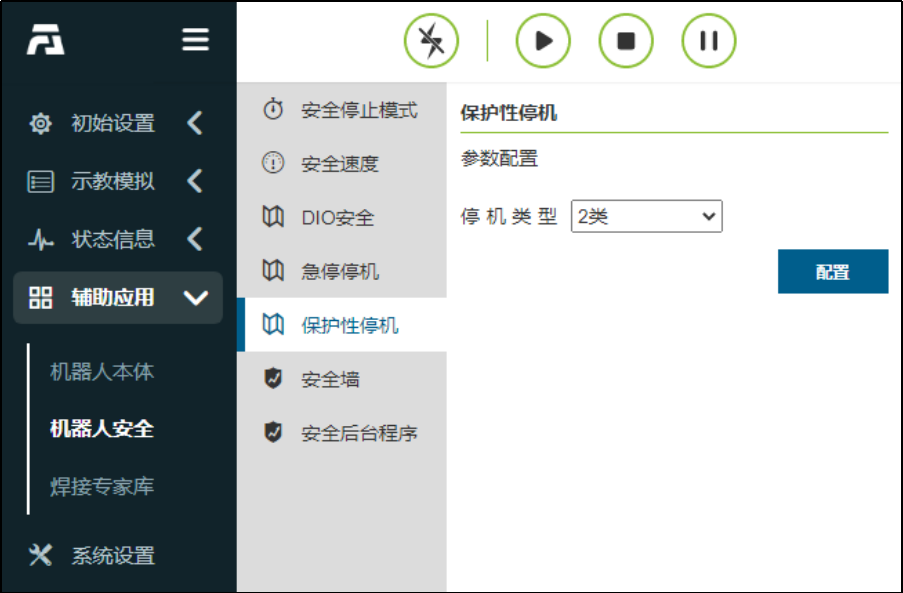 初始设置
示教模拟
状态信息
辅助应用
机器人本体
机器人安全
焊接专家库
系统设置
安全停止模式
安全速度
DIO安全
急停停机
保护性停机
安全墙
安全后台程序
保护性停机
参数配置
停机类型 2类
配置